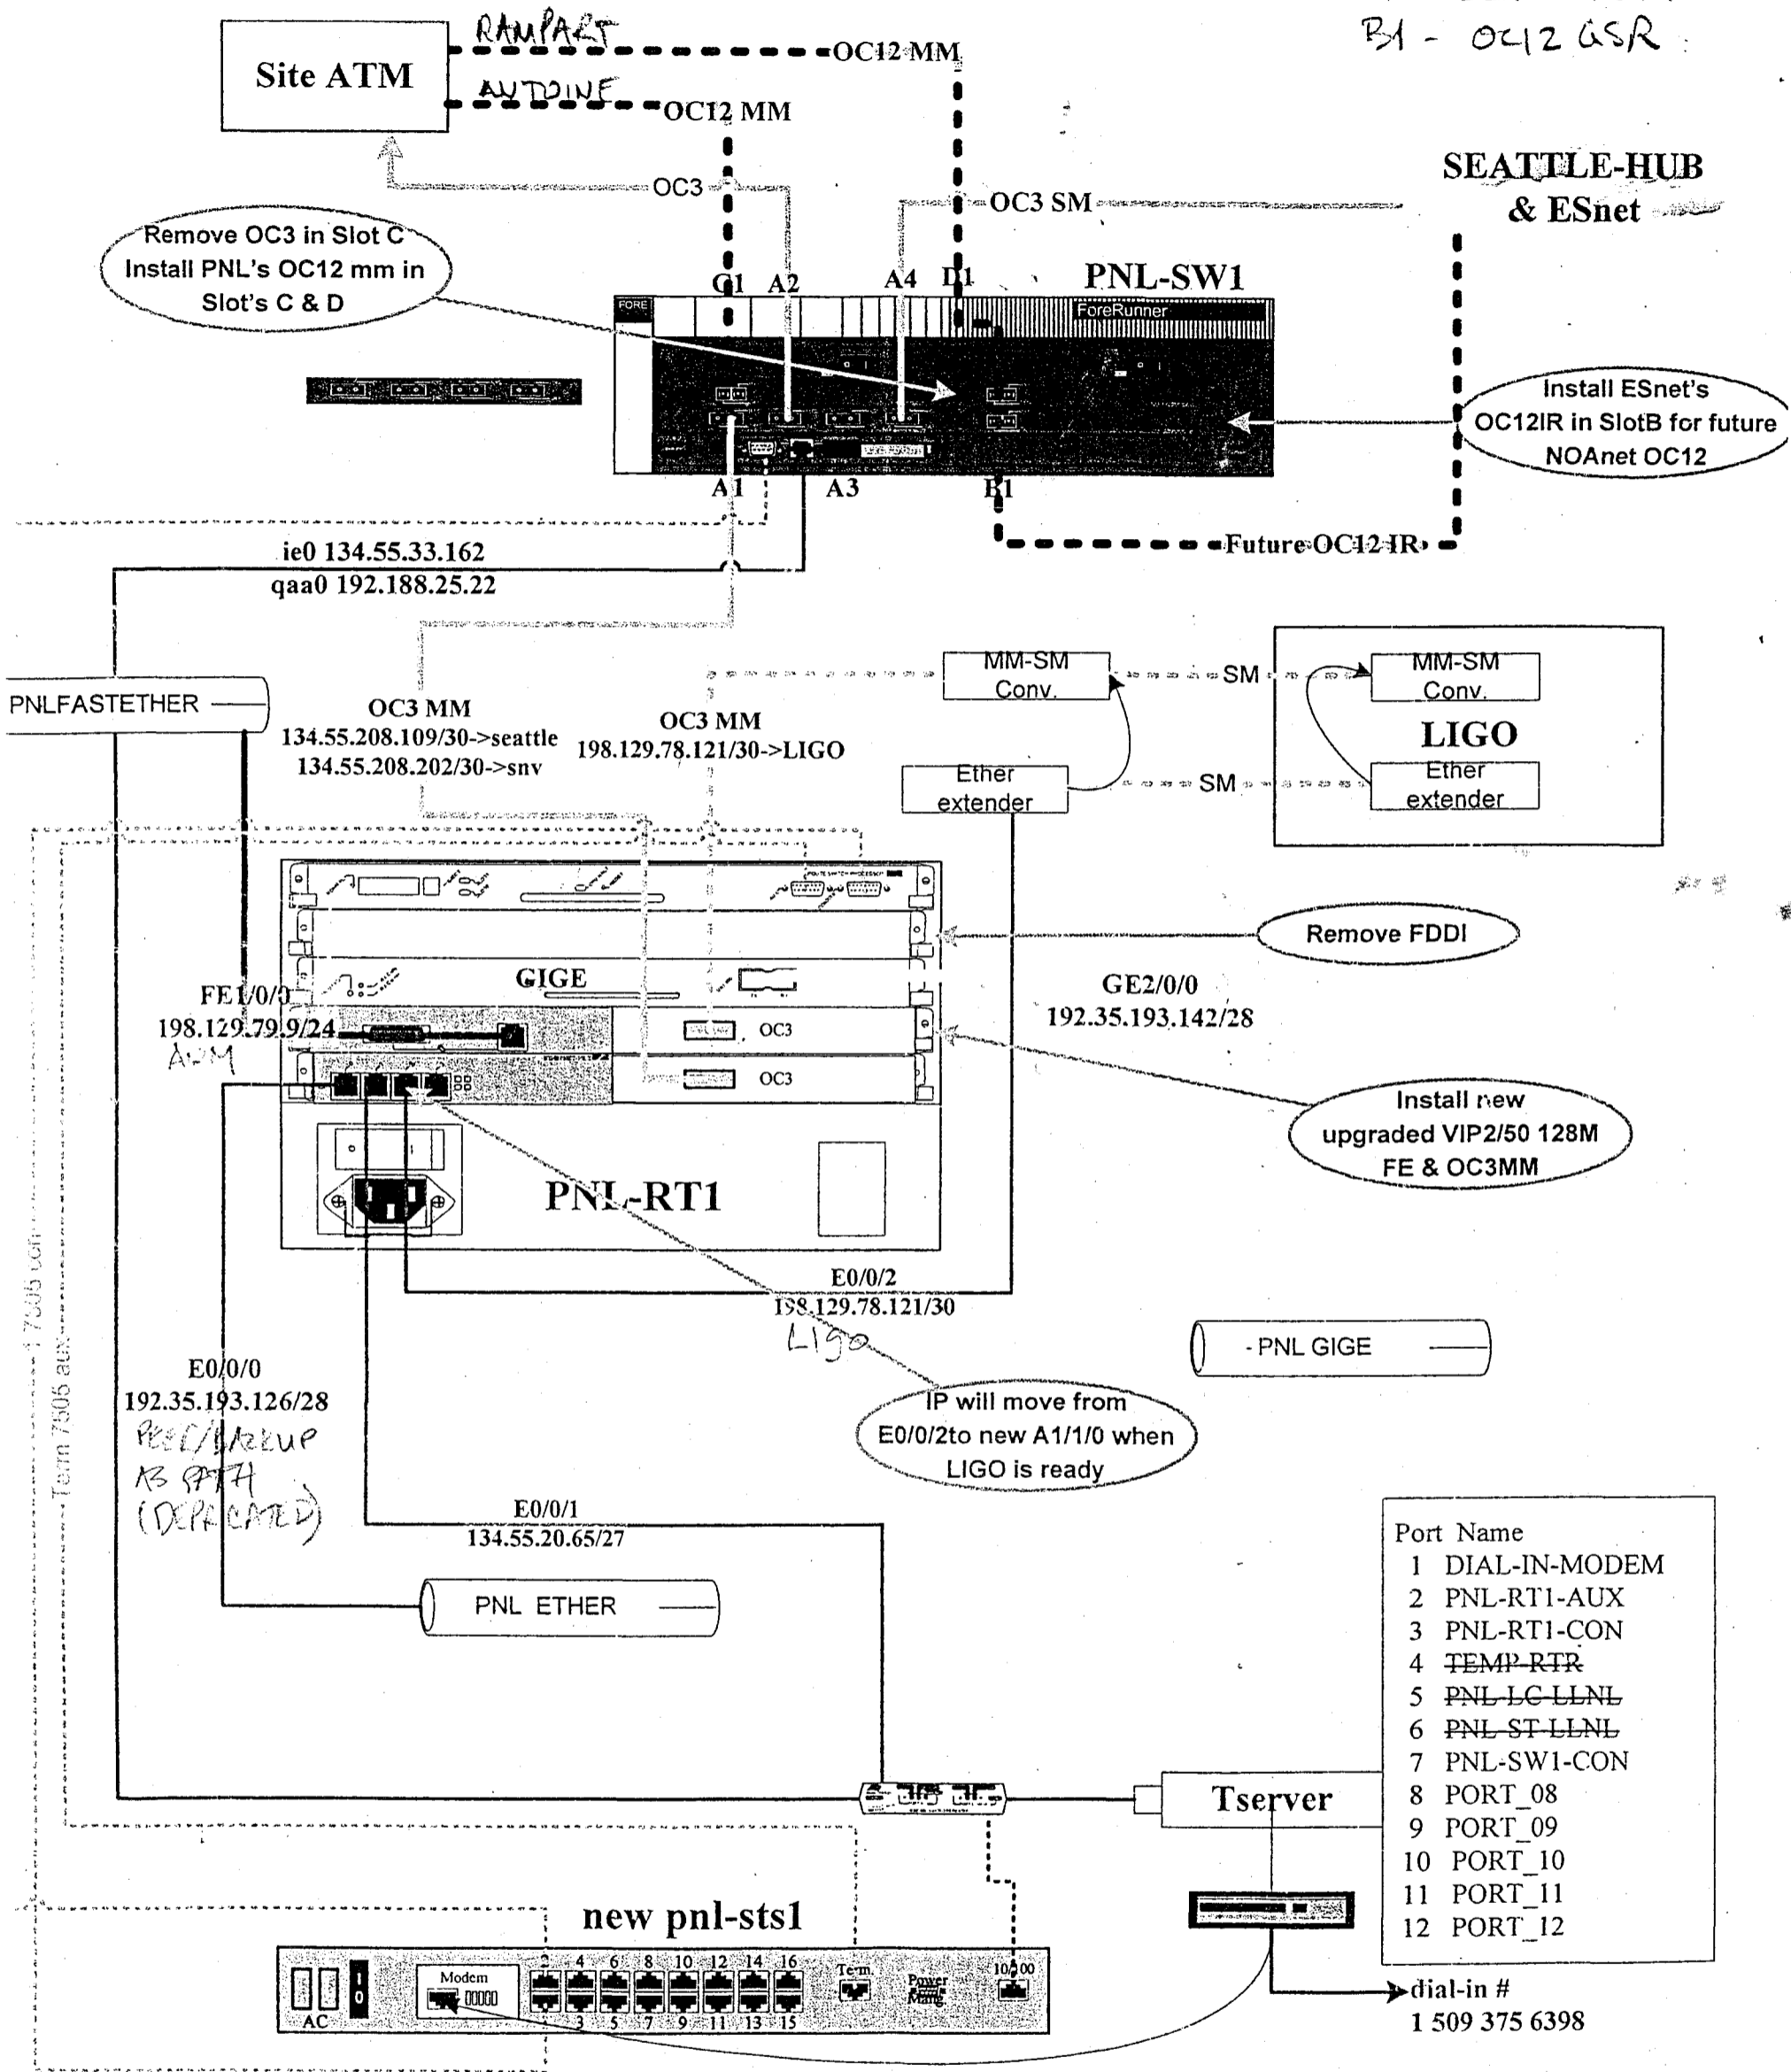 B1 - OC12 GSR
RAMPART
OC12 MM
Site ATM
ANTOINE
OC12 MM
SEATTLE-HUB
& ESnet
OC3
OC3 SM
Remove OC3 in Slot C
Install PNL's OC12 mm in
Slot's C & D
C1
A2
A4
D1
PNL-SW1
FORE
ForeRunner
Install ESnet's
OC12IR in SlotB for future
NOAnet OC12
A1
A3
B1
Future OC12 IR
ie0 134.55.33.162
qaa0 192.188.25.22
PNLFASTETHER
OC3 MM
134.55.208.109/30->seattle
134.55.208.202/30->snv
OC3 MM
198.129.78.121/30->LIGO
MM-SM
Conv.
SM
MM-SM
Conv.
LIGO
Ether
extender
SM
Ether
extender
Remove FDDI
GIGE
GE2/0/0
192.35.193.142/28
FE1/0/0
198.129.79.9/24
OC3
OC3
Install new
upgraded VIP2/50 128M
FE & OC3MM
PNL-RT1
E0/0/2
198.129.78.121/30
LIGO
- PNL GIGE
E0/0/0
192.35.193.126/28
PEER/BACKUP
AS PATH
(DEPRICATED)
IP will move from
E0/0/2to new A1/1/0 when
LIGO is ready
Term 7506 aux
E0/0/1
134.55.20.65/27
PNL ETHER
Port Name
1 DIAL-IN-MODEM
2 PNL-RT1-AUX
3 PNL-RT1-CON
4 TEMP-RTR
5 PNL-LC-LLNL
6 PNL-ST-LLNL
7 PNL-SW1-CON
8 PORT_08
9 PORT_09
10 PORT_10
11 PORT_11
12 PORT_12
Tserver
new pnl-sts1
Modem
AC
1
0
2 4 6 8 10 12 14 16
3 5 7 9 11 13 15
Term.
Power
Mang
10/100
dial-in #
1 509 375 6398